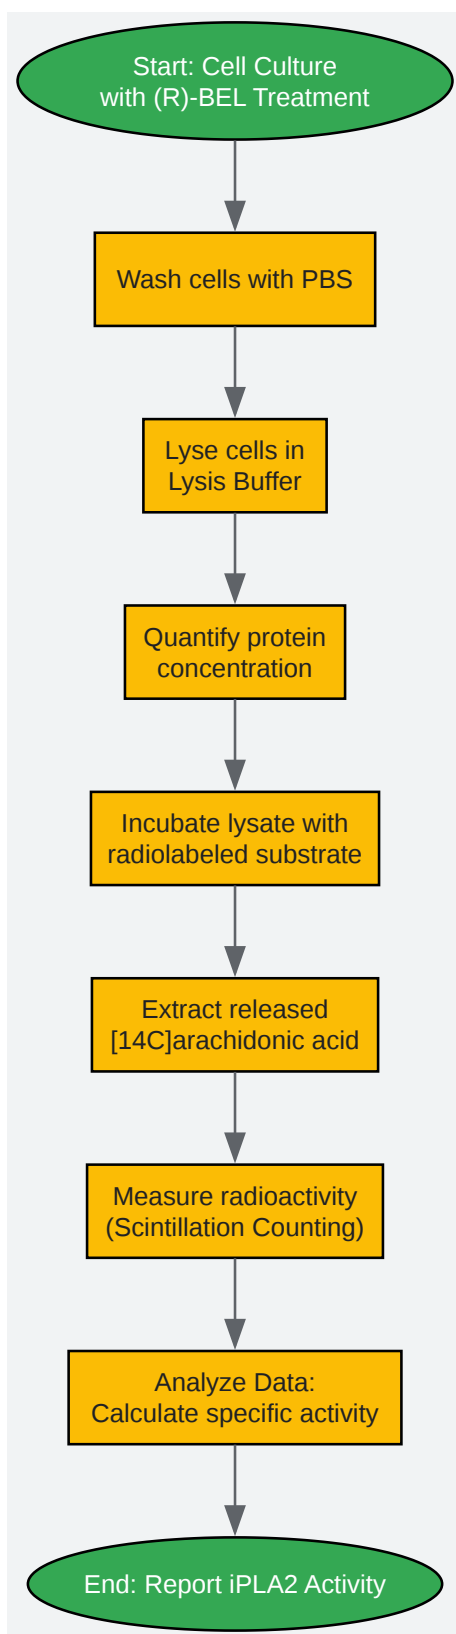 Start: Cell Culture
with (R)-BEL Treatment
Wash cells with PBS
Lyse cells in
Lysis Buffer
Quantify protein
concentration
Incubate lysate with
radiolabeled substrate
Extract released
[14C]arachidonic acid
Measure radioactivity
(Scintillation Counting)
Analyze Data:
Calculate specific activity
End: Report iPLA2 Activity